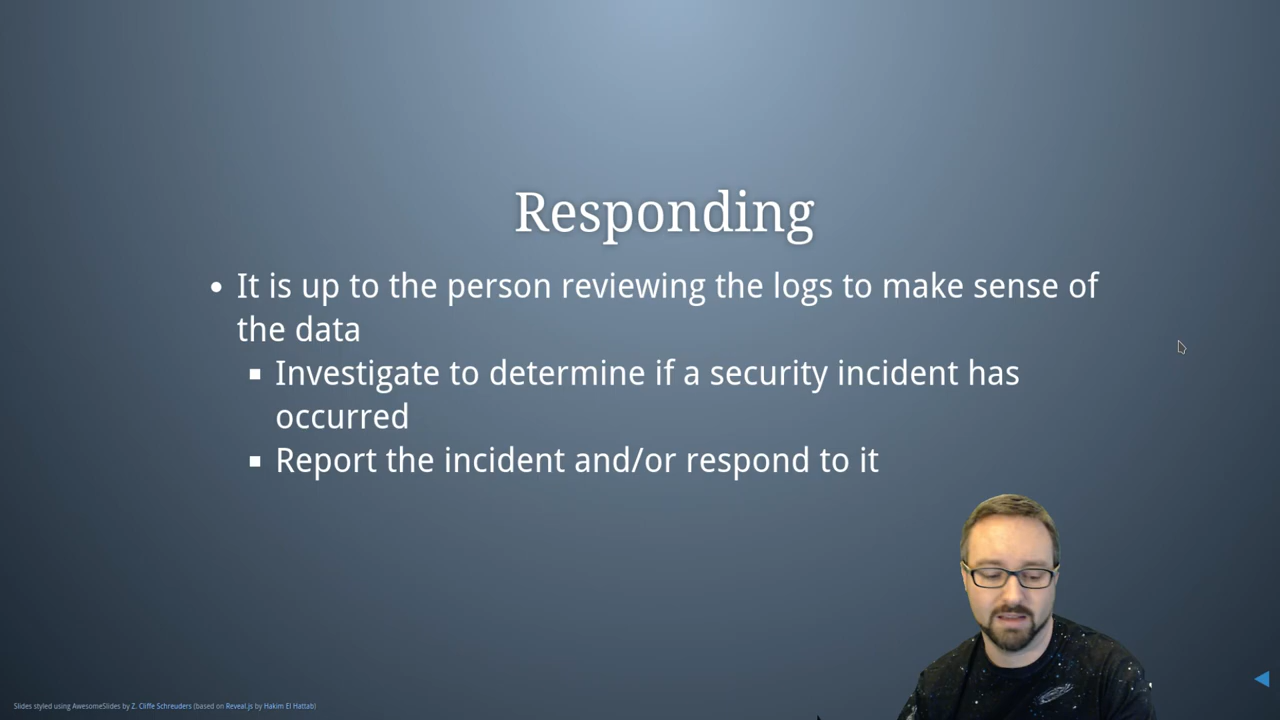 Responding
• It is up to the person reviewing the logs to make sense of
the data
▪ Investigate to determine if a security incident has
occurred
▪ Report the incident and/or respond to it
Slides styled using AwesomeSlides by Z. Cliffe Schreuders (based on Reveal.js by Hakim El Hattab)